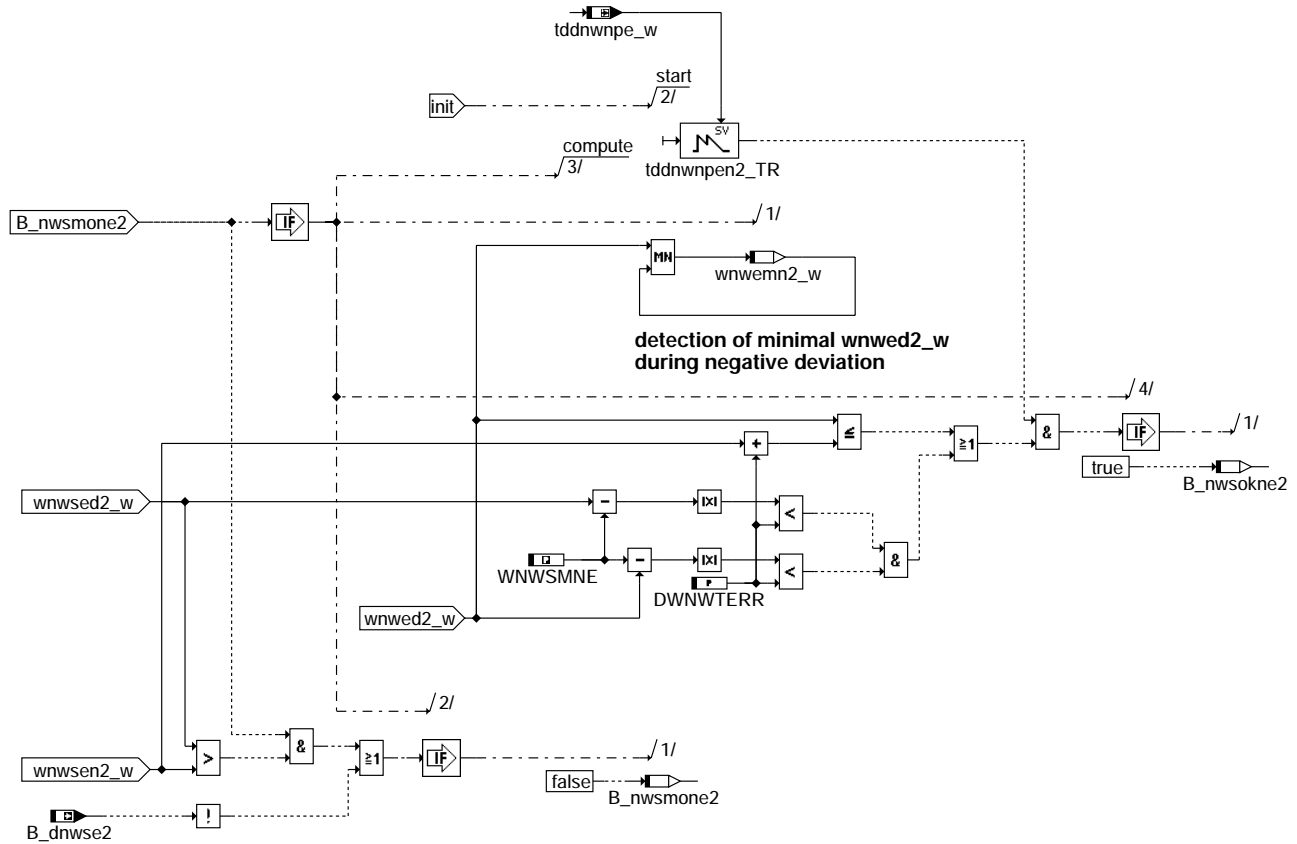 tddnwnpe_w
start
2/
init
SV
compute
3/
tddnwnpen2_TR
B_nwsmone2
IF
1/
MN
wnwemn2_w
detection of minimal wnwed2_w
during negative deviation
4/
≤
+
≧1
&
IF
1/
true
B_nwsokne2
wnwsed2_w
-
|X|
<
&
WNWSMNE
-
|X|
<
P
DWNWTERR
wnwed2_w
2/
&
>
≧1
IF
1/
wnwsen2_w
false
B_nwsmone2
!
B_dnwse2